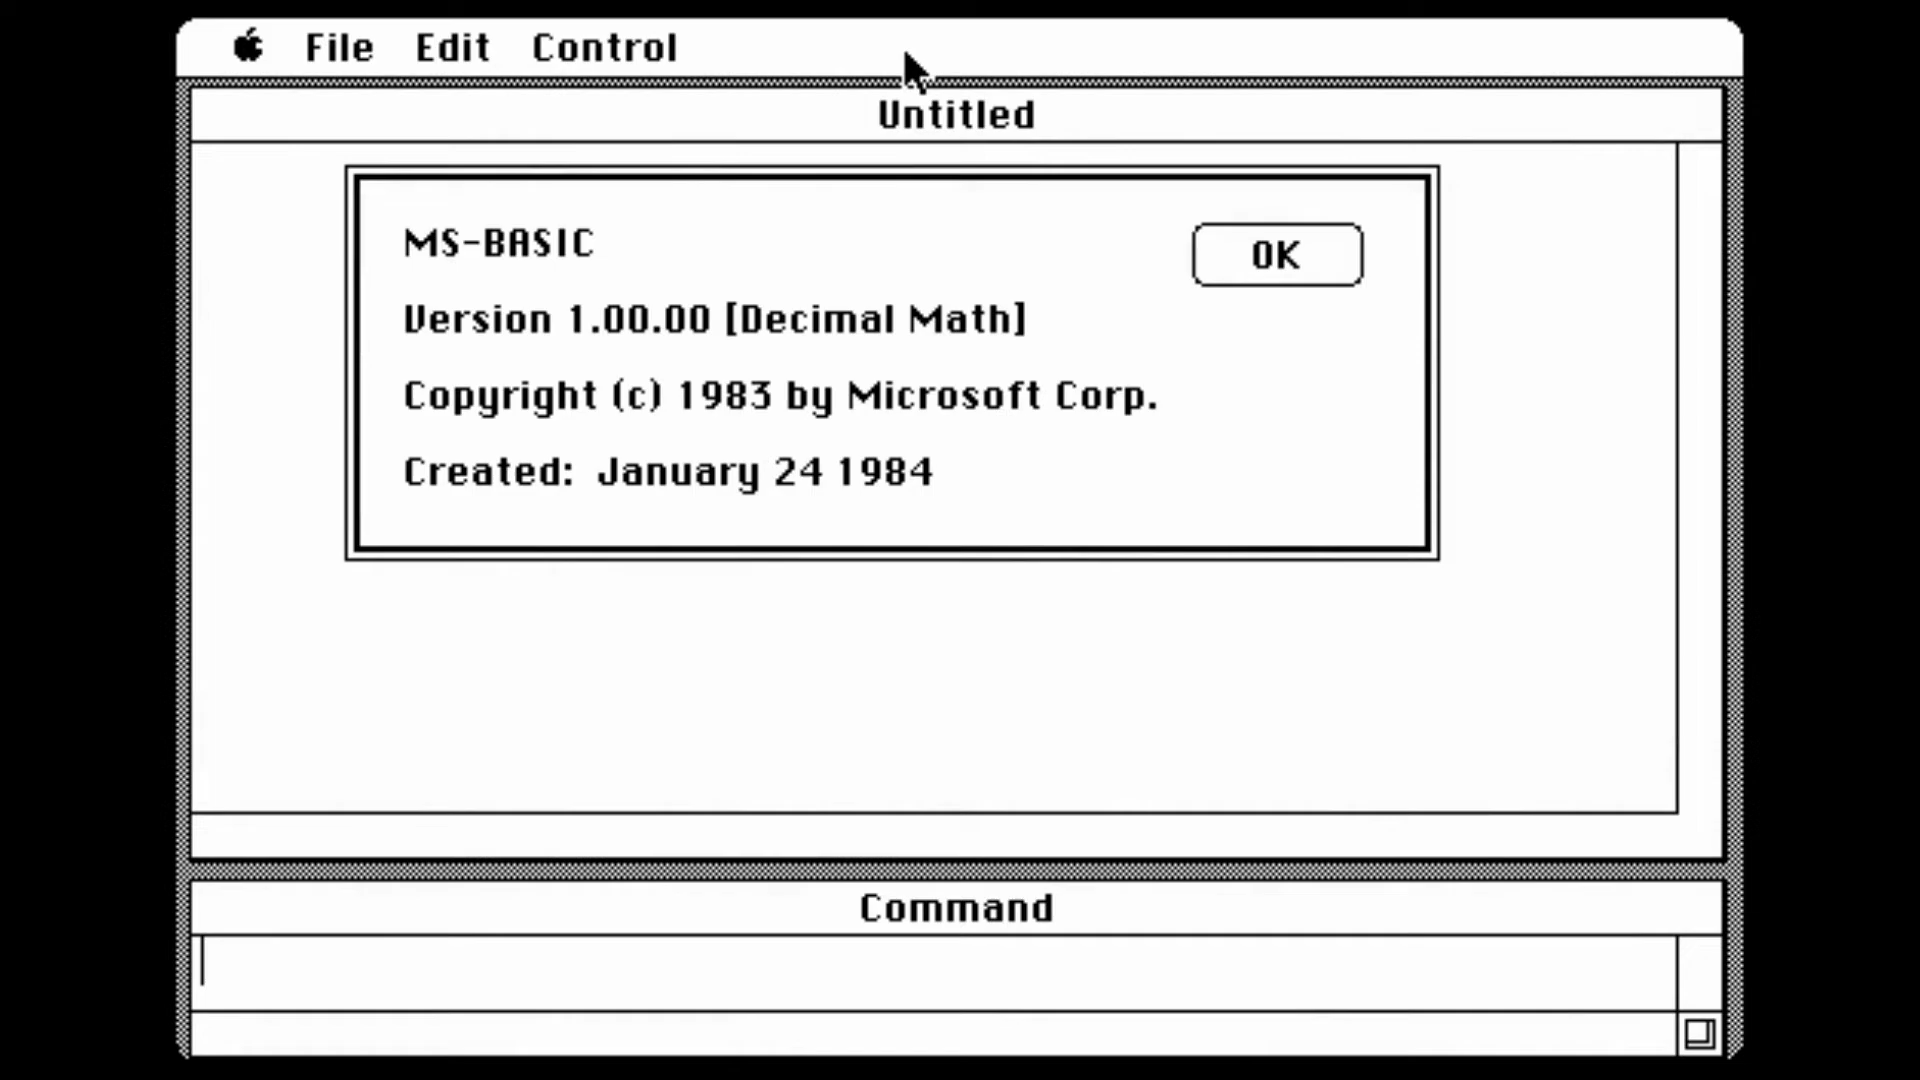 File Edit Control
Untitled
MS-BASIC
OK
Version 1.00.00 [Decimal Math]
Copyright (c) 1983 by Microsoft Corp.
Created: January 24 1984
Command